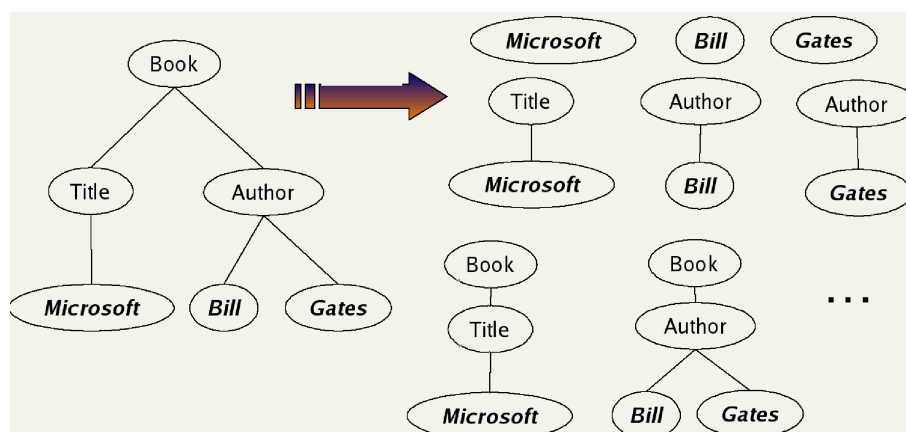 Book
Title Author
Microsoft Bill Gates
Microsoft Bill Gates
Title Author Author
Microsoft Bill Gates
Book Book
Title Author
Microsoft Bill Gates
...